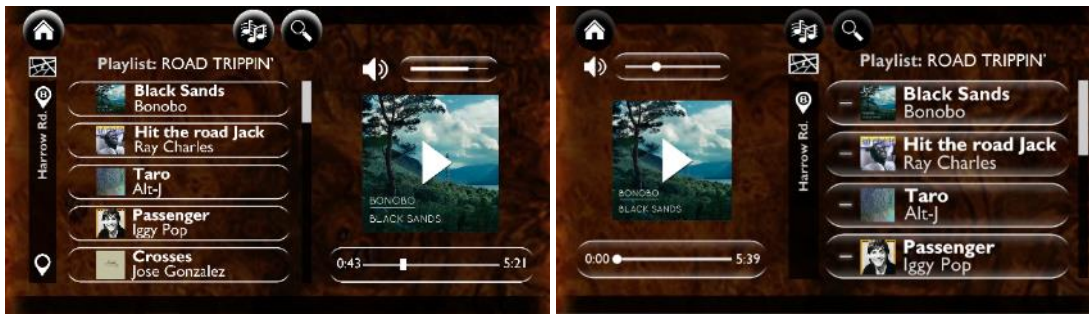 Playlist: ROAD TRIPPIN'
Harrow Rd.
B
Black Sands
Bonobo
Hit the road Jack
Ray Charles
Taro
Alt-J
Passenger
Iggy Pop
Crosses
Jose Gonzalez
BONOBO
BLACK SANDS
0:43
5:21
BONOBO
BLACK SANDS
0:00
5:39
B
Harrow Rd.
Playlist: ROAD TRIPPIN'
Black Sands
Bonobo
Hit the road Jack
Ray Charles
Taro
Alt-J
Passenger
Iggy Pop